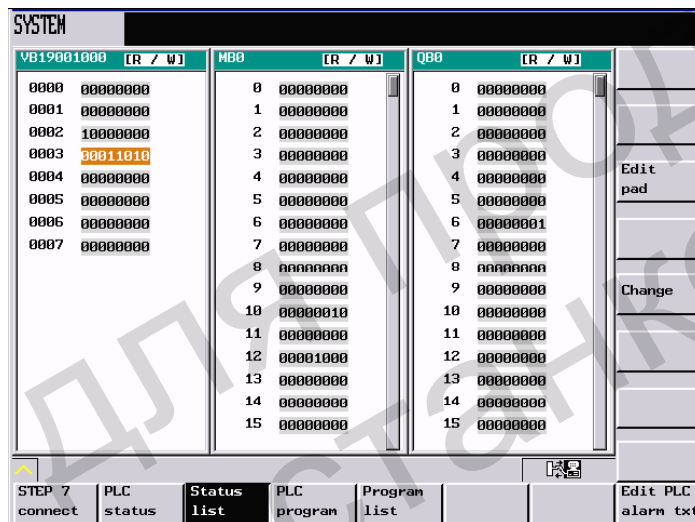 SYSTEM
VB19001000 [R / W] MB0 [R / W] QB0 [R / W]
0000 00000000 0 00000000 0 00000000
0001 00000000 1 00000000 1 00000000
0002 10000000 2 00000000 2 00000000
0003 00011010 3 00000000 3 00000000
0004 00000000 4 00000000 4 00000000
0005 00000000 5 00000000 5 00000000
0006 00000000 6 00000000 6 00000001
0007 00000000 7 00000000 7 00000000
8 00000000 8 00000000
9 00000000 9 00000000
10 00000010 10 00000000
11 00000000 11 00000000
12 00001000 12 00000000
13 00000000 13 00000000
14 00000000 14 00000000
15 00000000 15 00000000
Edit
pad
Change
STEP 7 PLC Status PLC Program Edit PLC
connect status list program list alarm txt
для